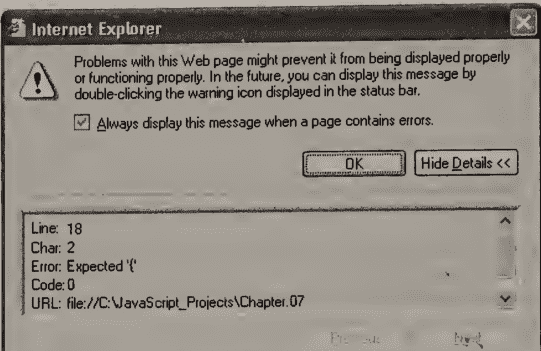 Internet Explorer
Problems with this Web page might prevent it from being displayed properly
or functioning properly. In the future, you can display this message by
double-clicking the warning icon displayed in the status bar.
Always display this message when a page contains errors.
OK
Hide Details <<
Line: 18
Char: 2
Error: Expected '{'
Code: 0
URL: file://C:\JavaScript_Projects\Chapter.07
Previous
Next